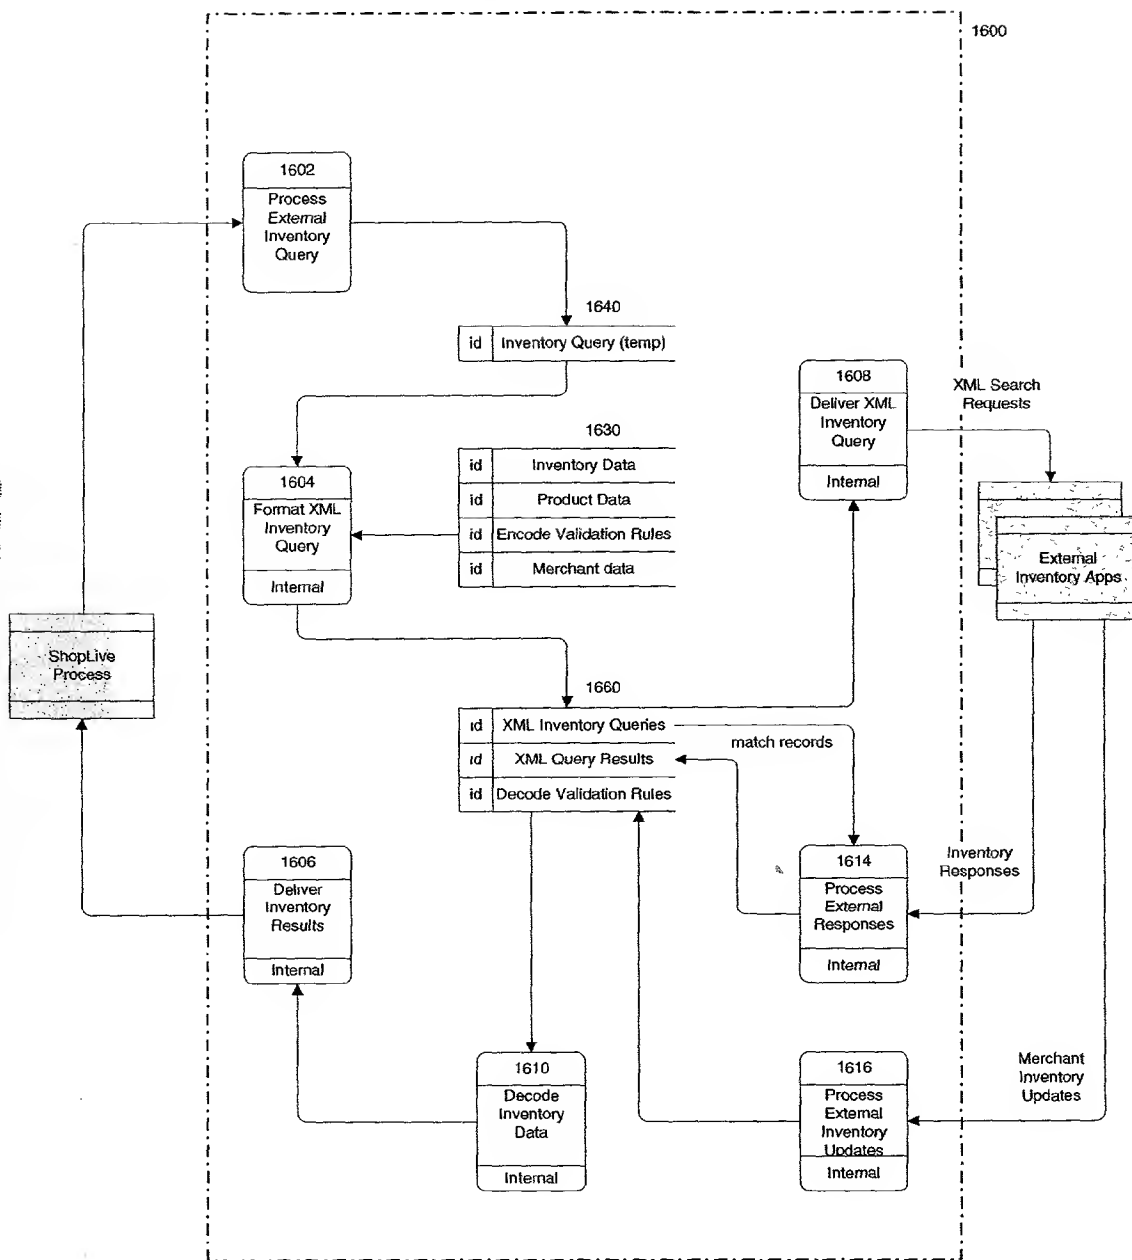 1600
1602
Process
External
Inventory
Query
1640
id Inventory Query (temp)
1608
Deliver XML
Inventory
Query
Internal
XML Search
Requests
1630
id Inventory Data
id Product Data
id Encode Validation Rules
id Merchant data
1604
Format XML
Inventory
Query
Internal
External
Inventory Apps
ShopLive
Process
1660
id XML Inventory Queries
id XML Query Results
id Decode Validation Rules
match records
1606
Deliver
Inventory
Results
Internal
1614
Process
External
Responses
Internal
Inventory
Responses
1610
Decode
Inventory
Data
Internal
1616
Process
External
Inventory
Updates
Internal
Merchant
Inventory
Updates